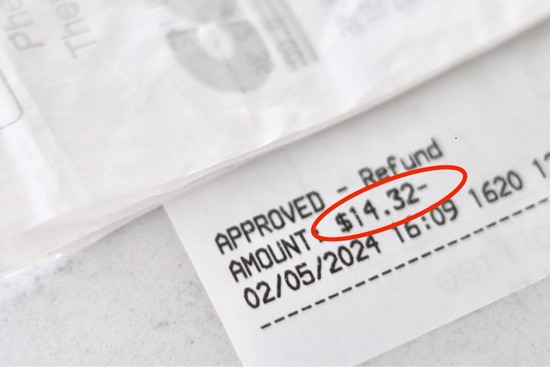 APPROVED - Refund
AMOUNT: $14.32-
02/05/2024 16:09 1620